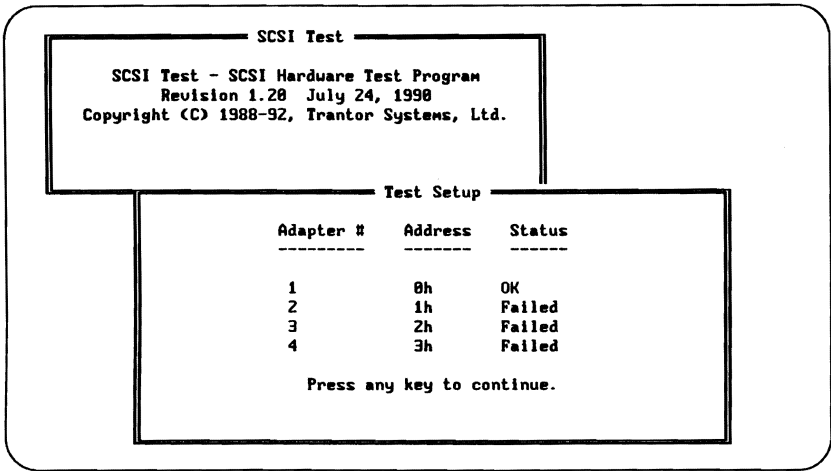 SCSI Test
SCSI Test - SCSI Hardware Test Program
Revision 1.20 July 24, 1990
Copyright (C) 1988-92, Trantor Systems, Ltd.
Test Setup
Adapter # Address Status
--------- ------- ------
1 0h OK
2 1h Failed
3 2h Failed
4 3h Failed
Press any key to continue.